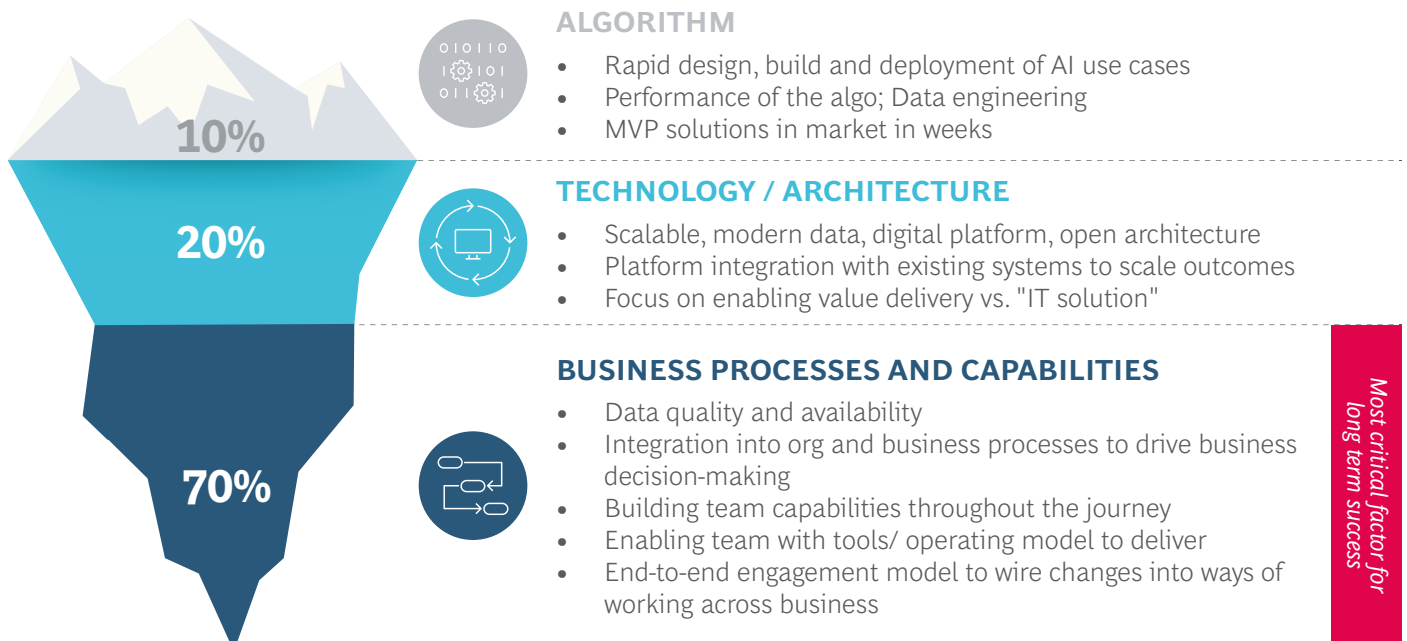 ALGORITHM
• Rapid design, build and deployment of AI use cases
• Performance of the algo; Data engineering
• MVP solutions in market in weeks
10%
010110
1 101
011 1
TECHNOLOGY / ARCHITECTURE
• Scalable, modern data, digital platform, open architecture
• Platform integration with existing systems to scale outcomes
• Focus on enabling value delivery vs. "IT solution"
20%
BUSINESS PROCESSES AND CAPABILITIES
• Data quality and availability
• Integration into org and business processes to drive business
decision-making
• Building team capabilities throughout the journey
• Enabling team with tools/ operating model to deliver
• End-to-end engagement model to wire changes into ways of
working across business
70%
Most critical factor for
long term success